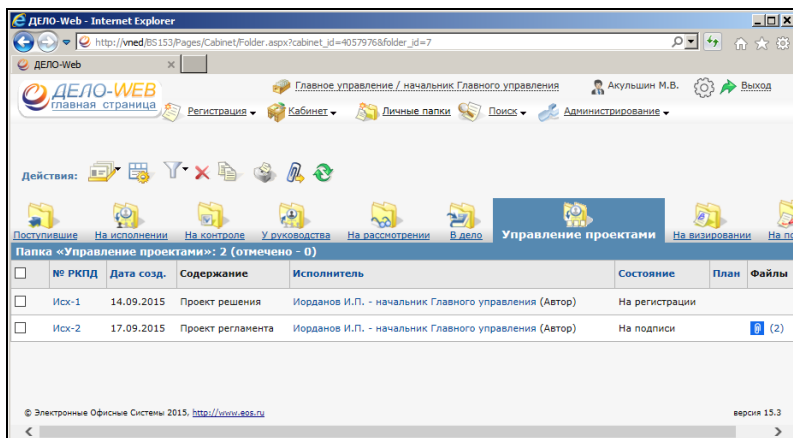 ДЕЛО-Web - Internet Explorer
http://vned/BS153/Pages/Cabinet/Folder.aspx?cabinet_id=4057976&folder_id=7
ДЕЛО-Web
ДЕЛО-WEB
главная страница
Главное управление / начальник Главного управления Акульшин М.В. Выход
Регистрация Кабинет Личные папки Поиск Администрирование
Действия:
Поступившие На исполнении На контроле У руководства На рассмотрении В дело Управление проектами На визировании На по
Папка «Управление проектами»: 2 (отмечено - 0)
№ РКПД Дата созд. Содержание Исполнитель Состояние План Файлы
Исх-1 14.09.2015 Проект решения Иорданов И.П. - начальник Главного управления (Автор) На регистрации
Исх-2 17.09.2015 Проект регламента Иорданов И.П. - начальник Главного управления (Автор) На подписи (2)
© Электронные Офисные Системы 2015, http://www.eos.ru версия 15.3